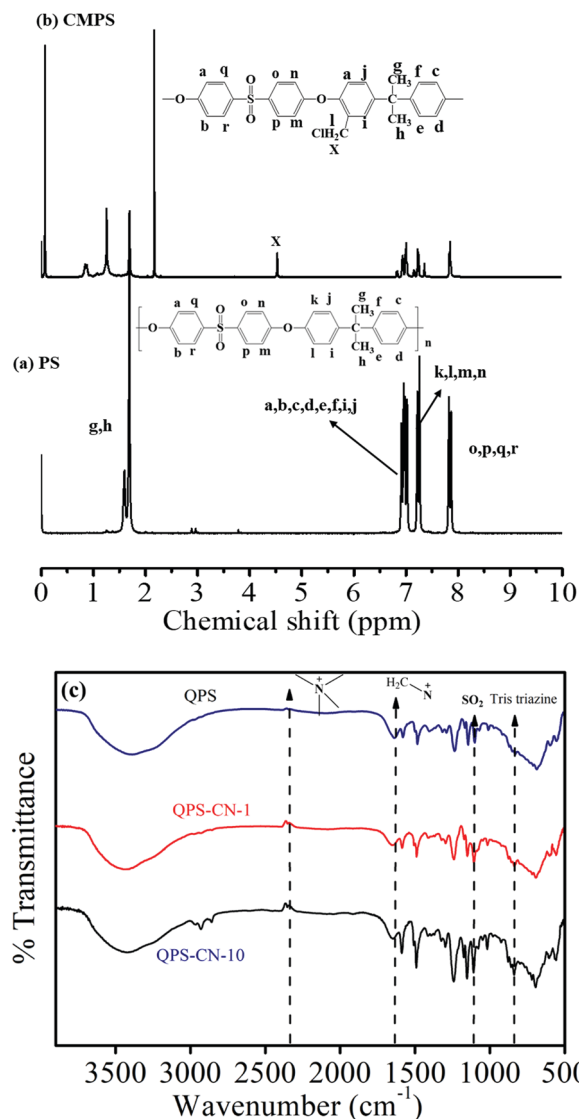 (b) CMPS
a q o n a j g f c
CH₃
O
O S O O C
O
b r p m l i CH₃ e d
ClH₂C h
X
X
a q o n k j g f c
CH₃
O
O S O C
O n
b r p m l i CH₃ e d
h
(a) PS
k,l,m,n
a,b,c,d,e,f,i,j
g,h
o,p,q,r
0 1 2 3 4 5 6 7 8 9 10
Chemical shift (ppm)
(c)
QPS N⁺ H₂C N⁺ SO₂ Tris triazine
QPS-CN-1
QPS-CN-10
% Transmittance
3500 3000 2500 2000 1500 1000 500
Wavenumber (cm⁻¹)